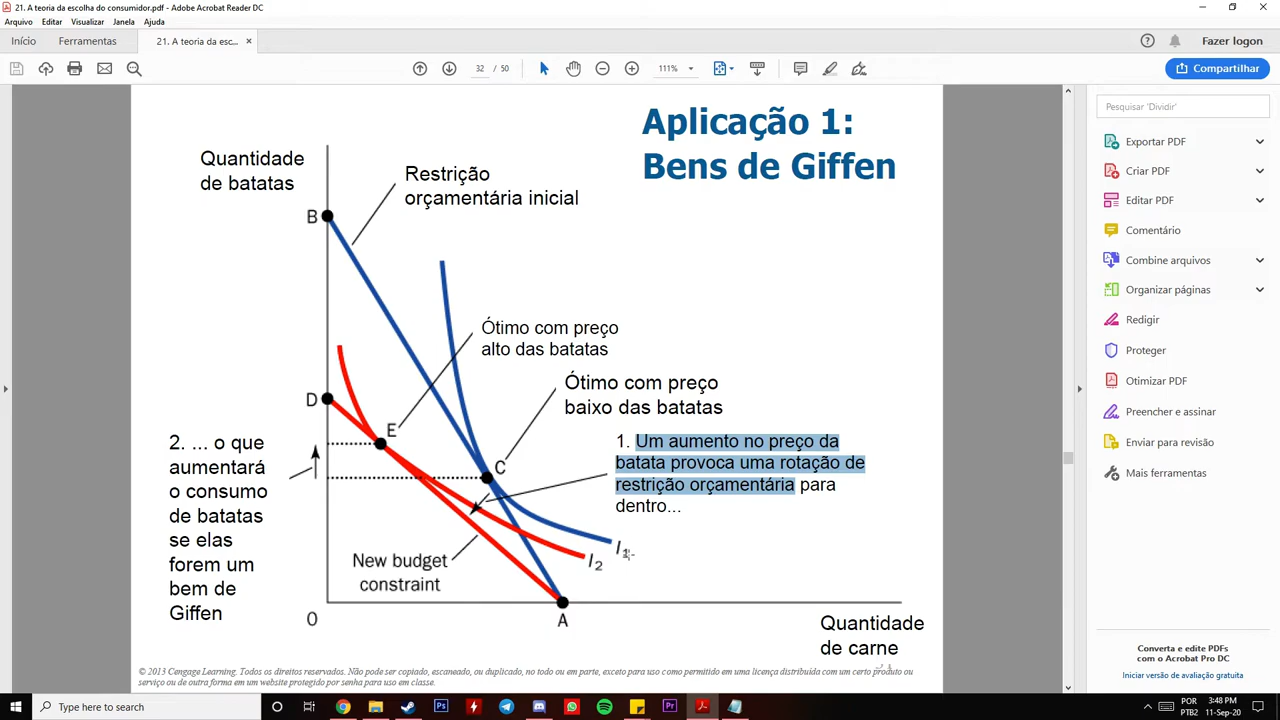 21. A teoria da escolha do consumidor.pdf - Adobe Acrobat Reader DC
Arquivo Editar Visualizar Janela Ajuda
Início Ferramentas 21. A teoria da esc... ×
Fazer logon
32 / 50 111%
Compartilhar
Aplicação 1:
Bens de Giffen
Quantidade
de batatas
Restrição
orçamentária inicial
B
Ótimo com preço
alto das batatas
Ótimo com preço
baixo das batatas
D
E
C
1. Um aumento no preço da
batata provoca uma rotação de
restrição orçamentária para
dentro...
2. ... o que
aumentará
o consumo
de batatas
se elas
forem um
bem de
Giffen
New budget
constraint
I1
I2
O
A
Quantidade
de carne
© 2013 Cengage Learning. Todos os direitos reservados. Não pode ser copiado, escaneado, ou duplicado, no todo ou em parte, exceto para uso como permitido em uma licença distribuída com um certo produto ou
serviço ou de outra forma em um website protegido por senha para uso em classe.
Pesquisar 'Dividir'
Exportar PDF
Criar PDF
Editar PDF
Comentário
Combine arquivos
Organizar páginas
Redigir
Proteger
Otimizar PDF
Preencher e assinar
Enviar para revisão
Mais ferramentas
Converta e edite PDFs
com o Acrobat Pro DC
Iniciar versão de avaliação gratuita
Type here to search
POR
PTB2
3:48 PM
11-Sep-20